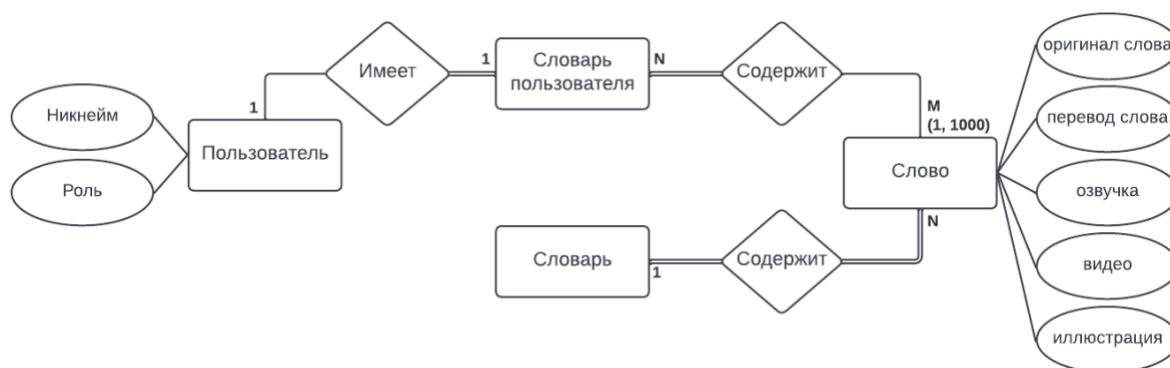 Никнейм
Роль
1
Пользователь
Имеет
1
Словарь
пользователя
N
Содержит
M
(1, 1000)
Слово
N
Словарь
1
Содержит
оригинал слова
перевод слова
озвучка
видео
иллюстрация